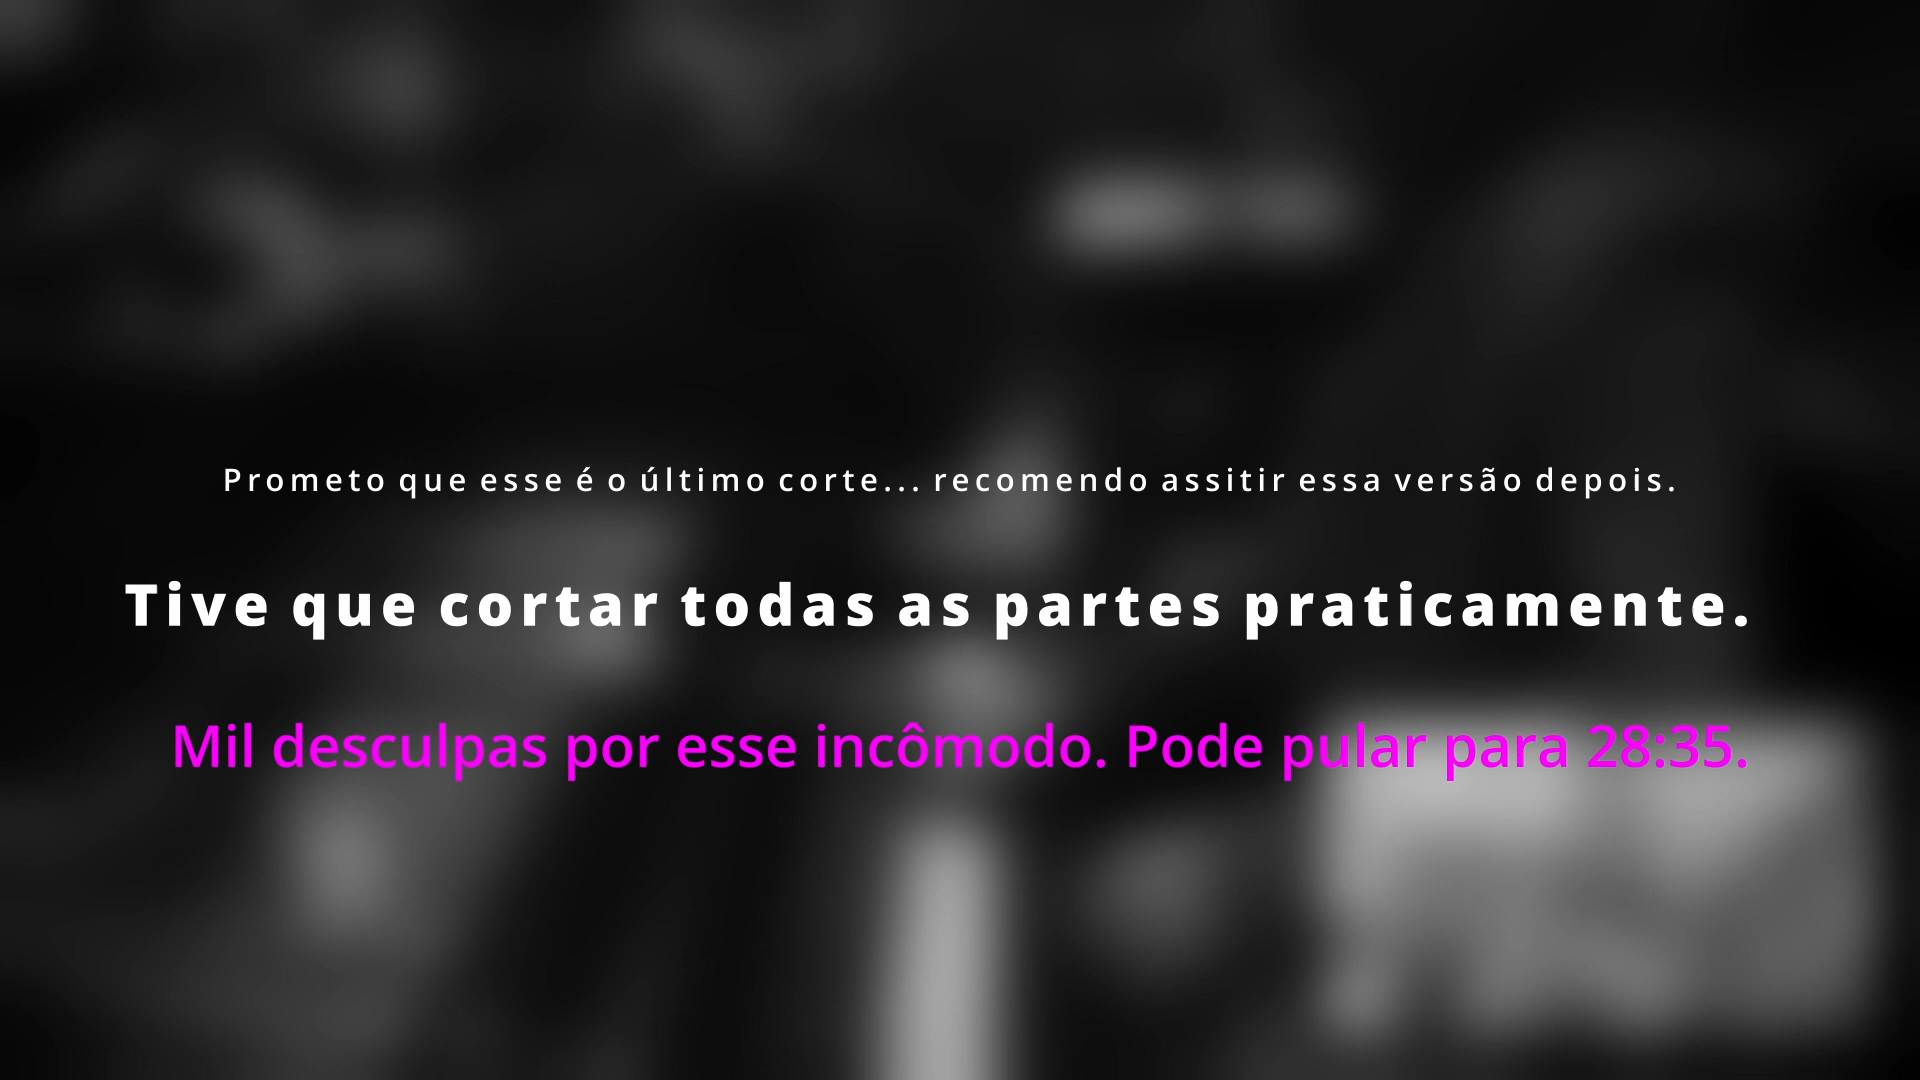 Prometo que esse é o último corte... recomendo assitir essa versão depois.
Tive que cortar todas as partes praticamente.
Mil desculpas por esse incômodo. Pode pular para 28:35.